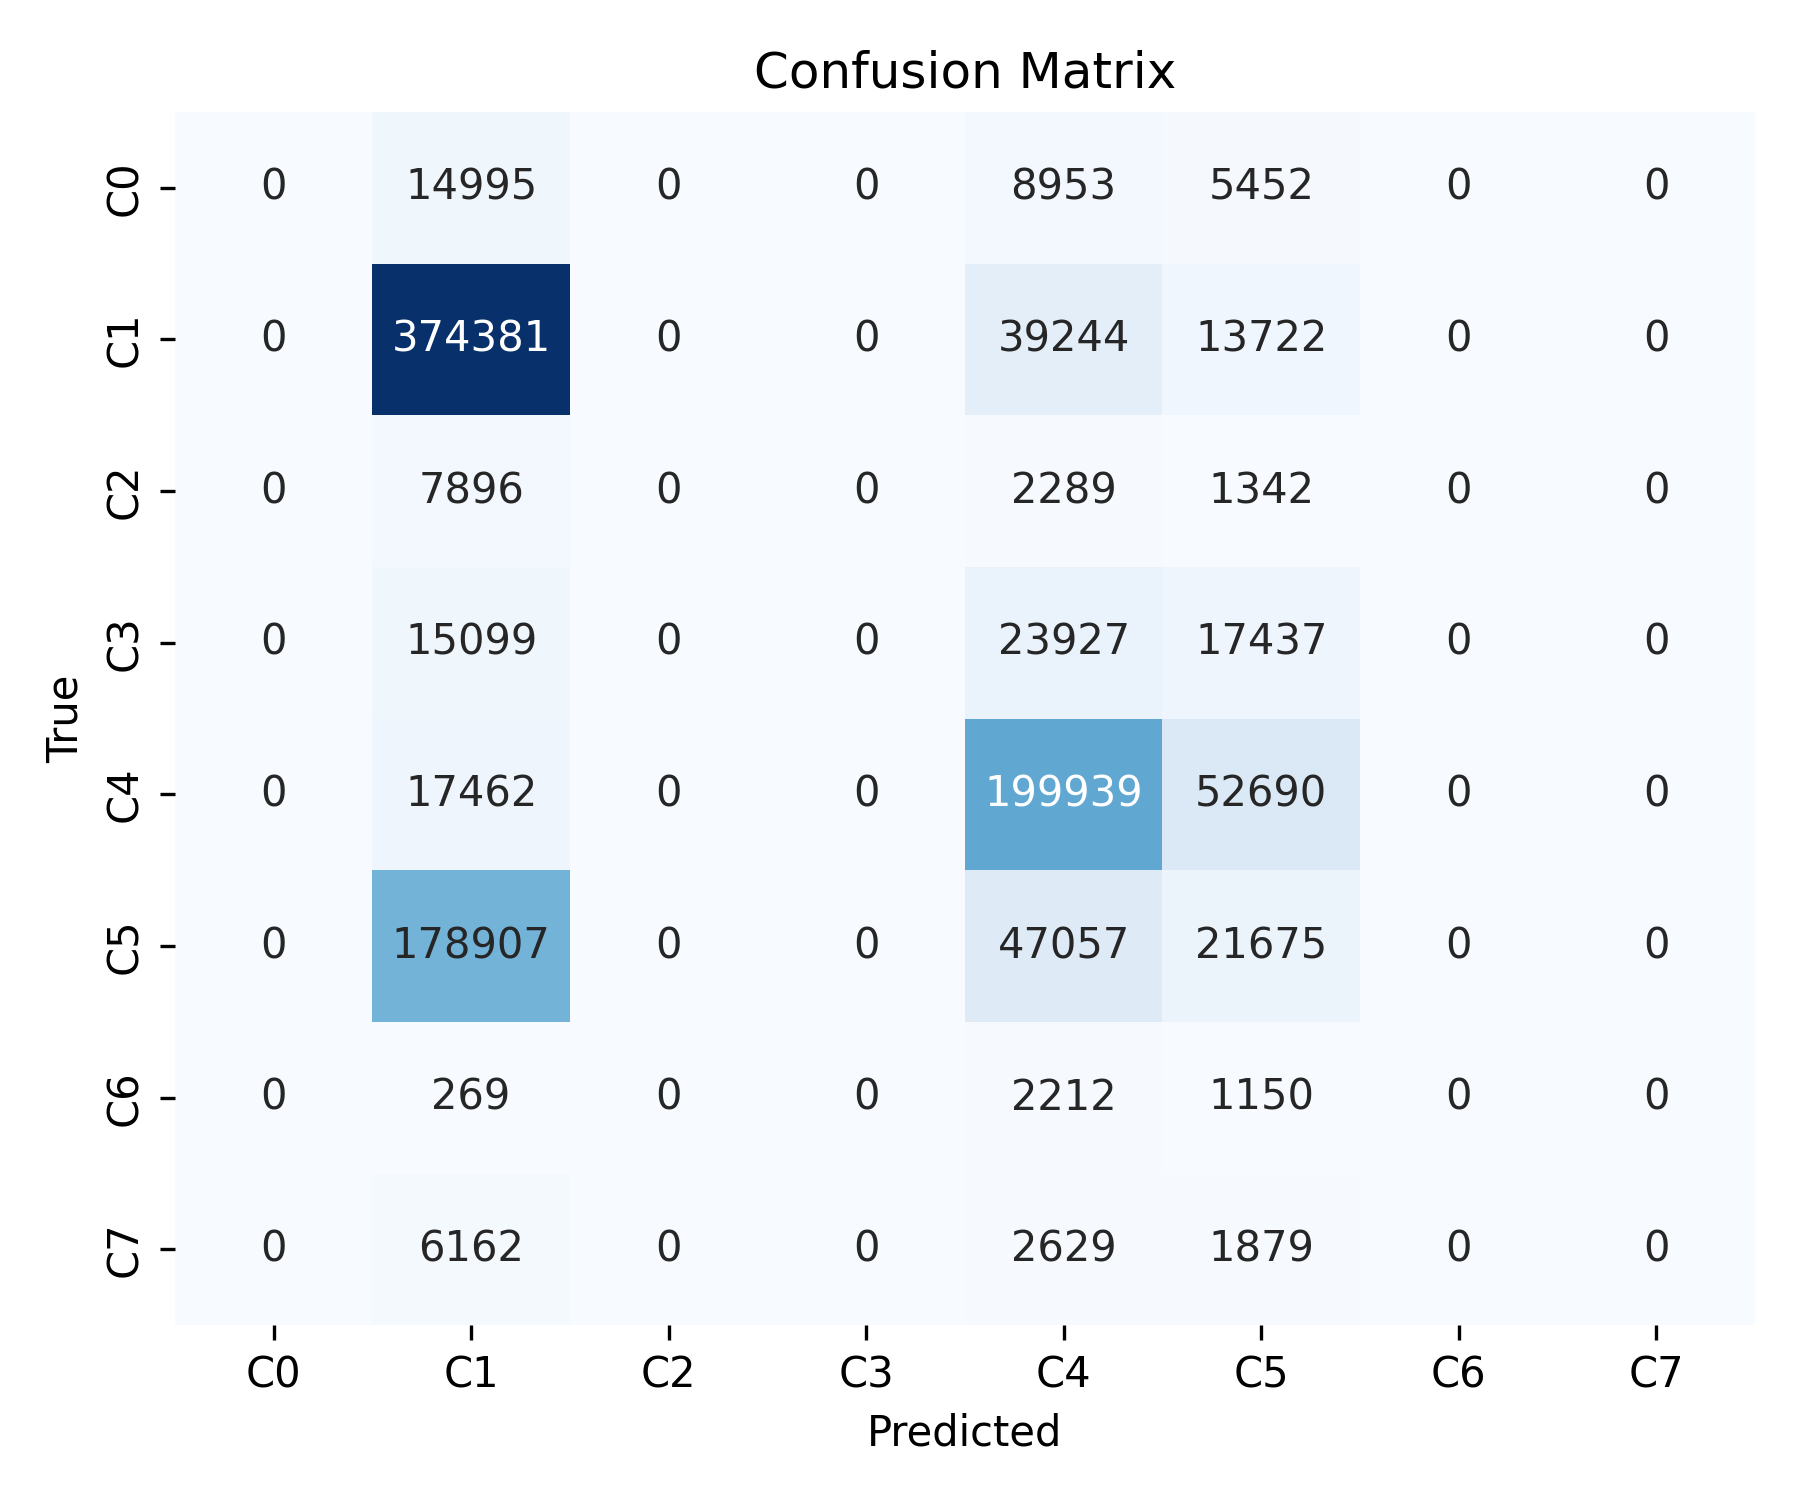 Confusion Matrix
C0 0 14995 0 0 8953 5452 0 0
C1 0 374381 0 0 39244 13722 0 0
C2 0 7896 0 0 2289 1342 0 0
C3 0 15099 0 0 23927 17437 0 0
C4 0 17462 0 0 199939 52690 0 0
C5 0 178907 0 0 47057 21675 0 0
C6 0 269 0 0 2212 1150 0 0
C7 0 6162 0 0 2629 1879 0 0
True
C0 C1 C2 C3 C4 C5 C6 C7
Predicted